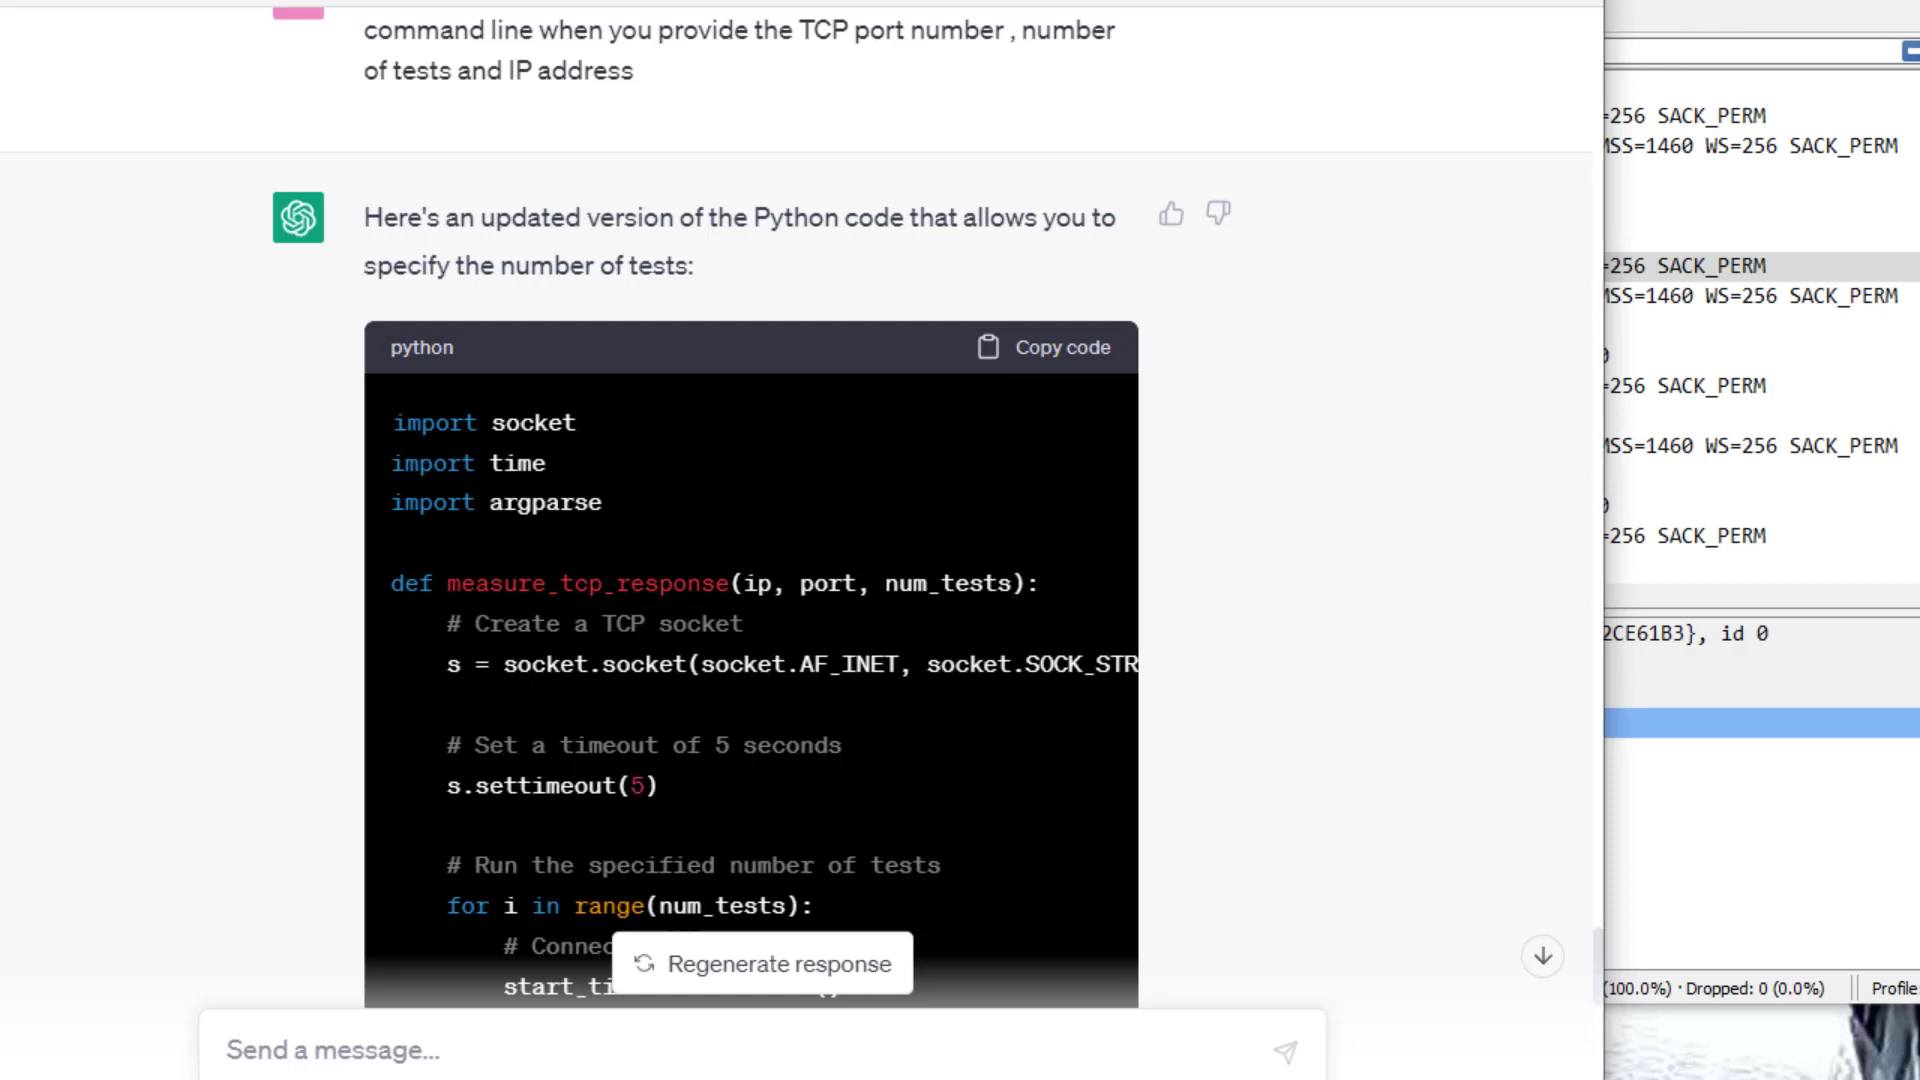 command line when you provide the TCP port number , number
of tests and IP address
Here's an updated version of the Python code that allows you to
specify the number of tests:
python
Copy code
import socket
import time
import argparse
def measure_tcp_response(ip, port, num_tests):
# Create a TCP socket
s = socket.socket(socket.AF_INET, socket.SOCK_STR
# Set a timeout of 5 seconds
s.settimeout(5)
# Run the specified number of tests
for i in range(num_tests):
# Connec
start_ti
Regenerate response
Send a message...
=256 SACK_PERM
MSS=1460 WS=256 SACK_PERM
=256 SACK_PERM
MSS=1460 WS=256 SACK_PERM
=256 SACK_PERM
MSS=1460 WS=256 SACK_PERM
=256 SACK_PERM
2CE61B3}, id 0
(100.0%) · Dropped: 0 (0.0%)
Profile